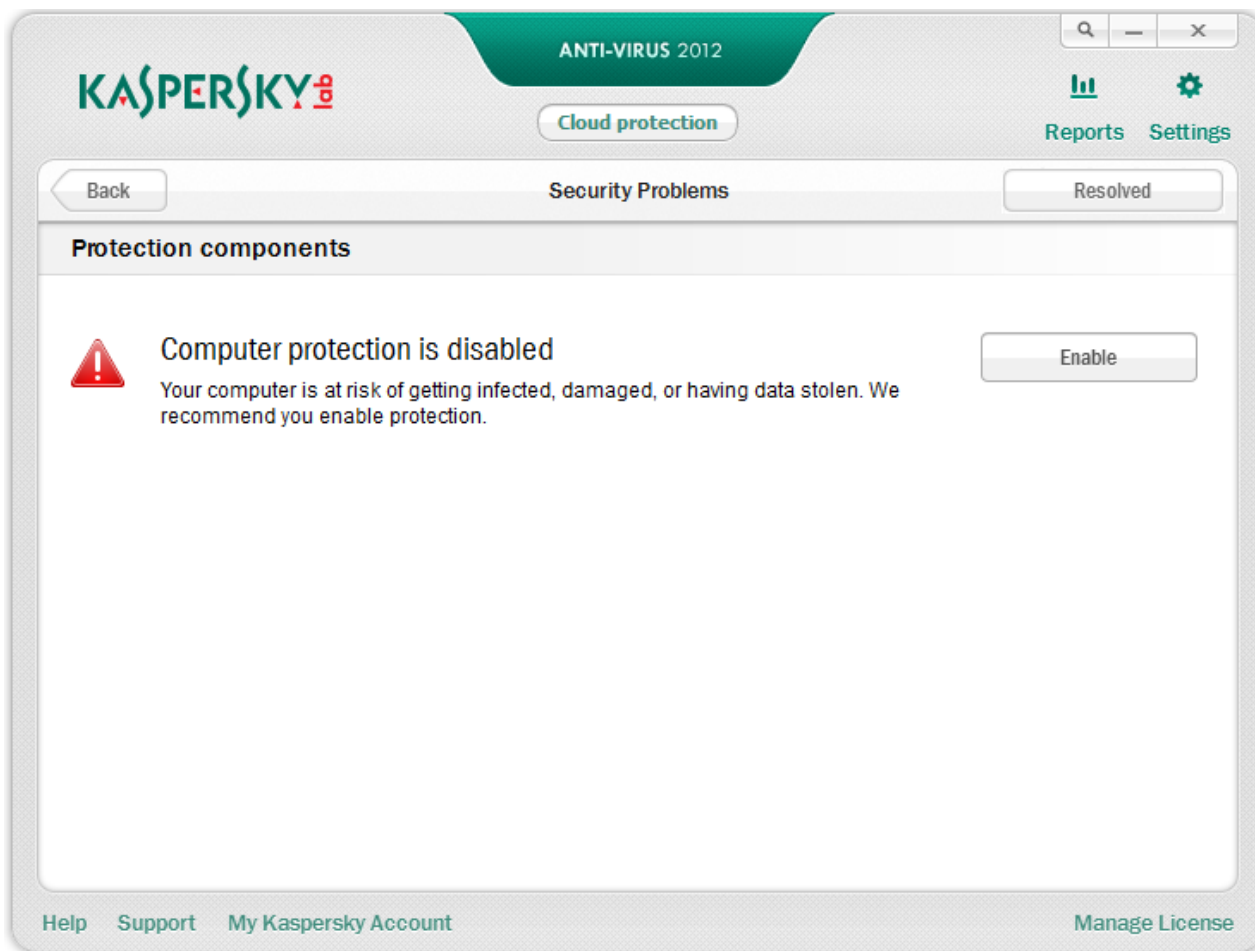 ANTI-VIRUS 2012
KASPERSKY lab
Cloud protection
Reports Settings
Back
Security Problems
Resolved
Protection components
Computer protection is disabled
Enable
Your computer is at risk of getting infected, damaged, or having data stolen. We
recommend you enable protection.
Help Support My Kaspersky Account Manage License